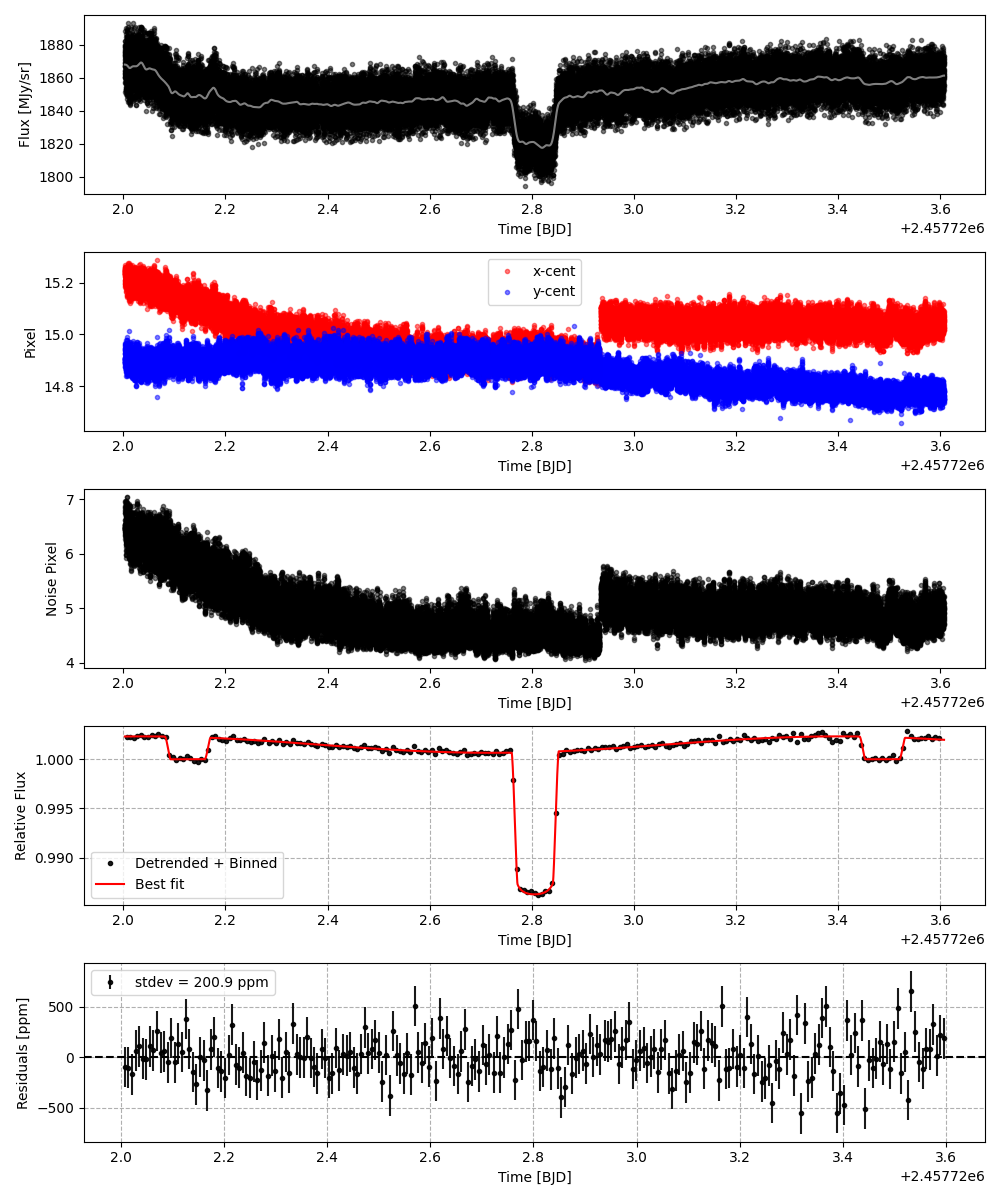 1880
1860
1840
1820
1800
Flux [MJy/sr]
2.0 2.2 2.4 2.6 2.8 3.0 3.2 3.4 3.6
Time [BJD]
+2.45772e6
15.2
15.0
14.8
Pixel
x-cent
y-cent
2.0 2.2 2.4 2.6 2.8 3.0 3.2 3.4 3.6
Time [BJD]
+2.45772e6
7
6
5
4
Noise Pixel
2.0 2.2 2.4 2.6 2.8 3.0 3.2 3.4 3.6
Time [BJD]
+2.45772e6
1.000
0.995
0.990
Relative Flux
Detrended + Binned
Best fit
2.0 2.2 2.4 2.6 2.8 3.0 3.2 3.4 3.6
Time [BJD]
+2.45772e6
500
0
−500
Residuals [ppm]
stdev = 200.9 ppm
2.0 2.2 2.4 2.6 2.8 3.0 3.2 3.4 3.6
Time [BJD]
+2.45772e6